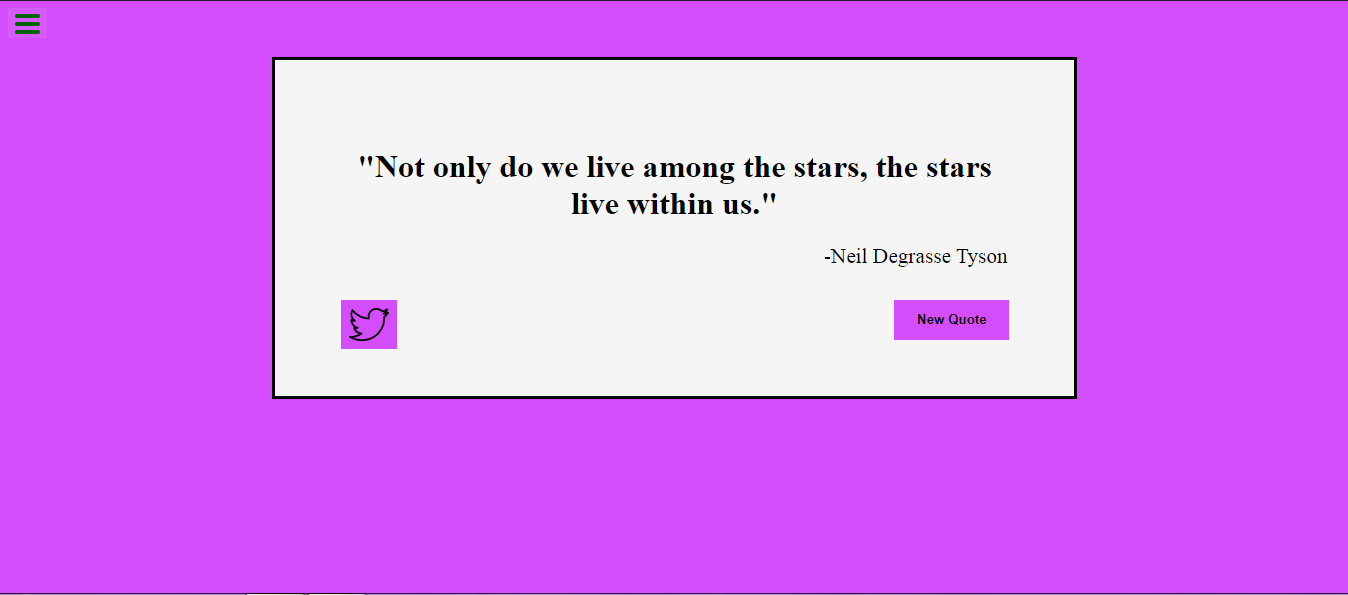 "Not only do we live among the stars, the stars
live within us."
-Neil Degrasse Tyson
New Quote